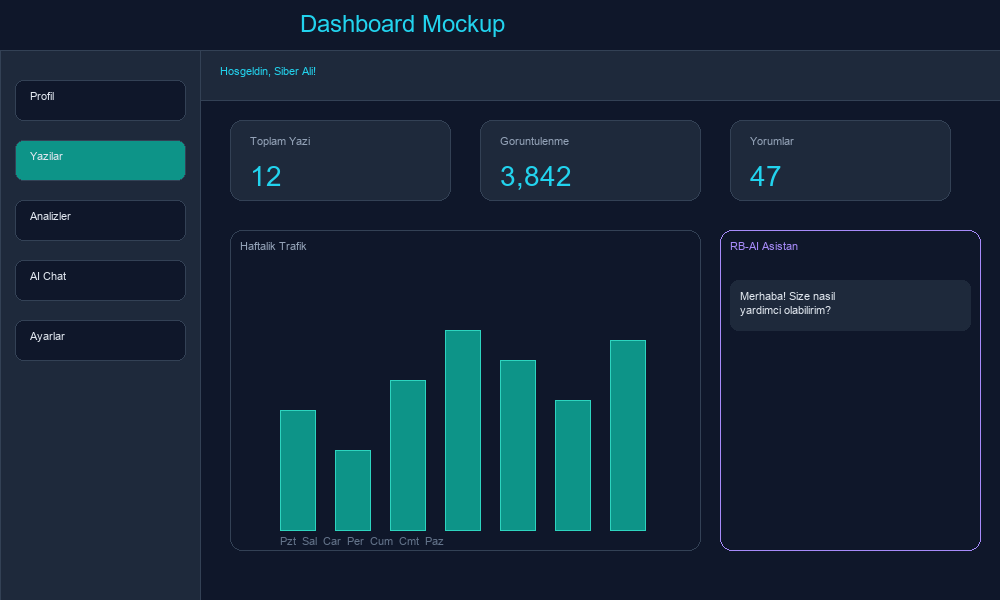 Dashboard Mockup
Hosgeldin, Siber Ali!
Profil
Yazilar
Analizler
AI Chat
Ayarlar
Toplam Yazi
12
Goruntulenme
3,842
Yorumlar
47
Haftalik Trafik
Pzt Sal Car Per Cum Cmt Paz
RB-AI Asistan
Merhaba! Size nasil
yardimci olabilirim?